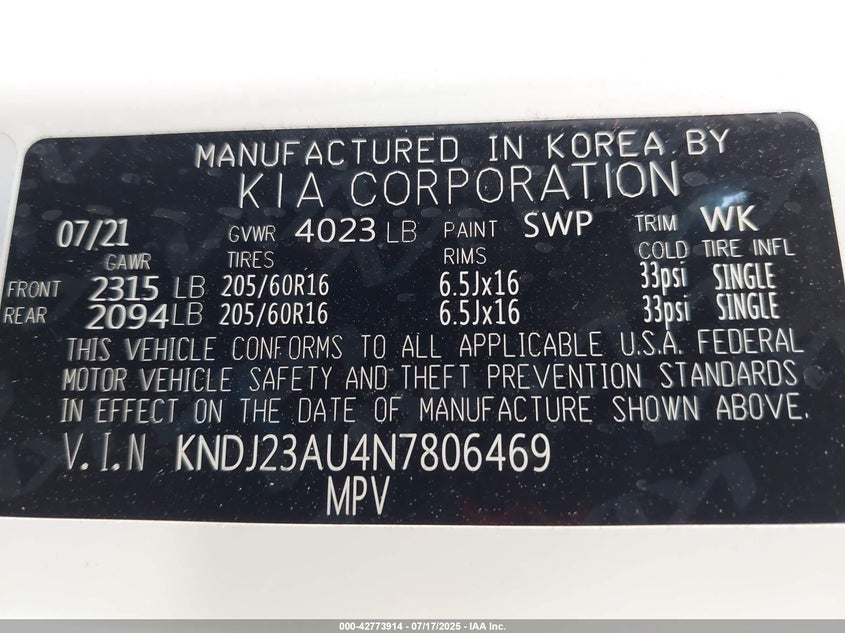 MANUFACTURED IN KOREA BY
KIA CORPORATION
07/21 GVWR 4023 LB PAINT SWP TRIM WK
GAWR TIRES RIMS COLD TIRE INFL
FRONT 2315 LB 205/60R16 6.5Jx16 33psi SINGLE
REAR 2094 LB 205/60R16 6.5Jx16 33psi SINGLE
THIS VEHICLE CONFORMS TO ALL APPLICABLE U.S.A. FEDERAL
MOTOR VEHICLE SAFETY AND THEFT PREVENTION STANDARDS
IN EFFECT ON THE DATE OF MANUFACTURE SHOWN ABOVE.
V.I.N KNDJ23AU4N7806469
MPV
000-42773914 - 07/17/2025 - IAA Inc.